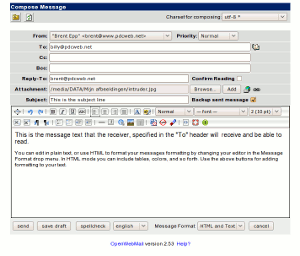 Compose Message
Charset for composing: utf-8 *
From: "Brent Epp" <brent@www.pdcweb.net> Priority: Normal
To: billy@pdcweb.net
Cc:
Bcc:
Reply-To: brent@pdcweb.net Confirm Reading
Attachment: /media/DATA/Mijn afbeeldingen/intruder.jpg Browse... Add
Subject: This is the subject line Backup sent message
Normal — font — 2 (10 pt)
This is the message text that the receiver, specified in the "To" header will receive and be able to
read.
You can edit in plain text, or use HTML to format your messages formatting by changing your editor in the Message
Format drop menu. In HTML mode you can include tables, colors, and so forth. Use the above buttons for adding
formatting to your text.
send save draft spellcheck english Message Format HTML and Text cancel
OpenWebMail version 2.53 Help?